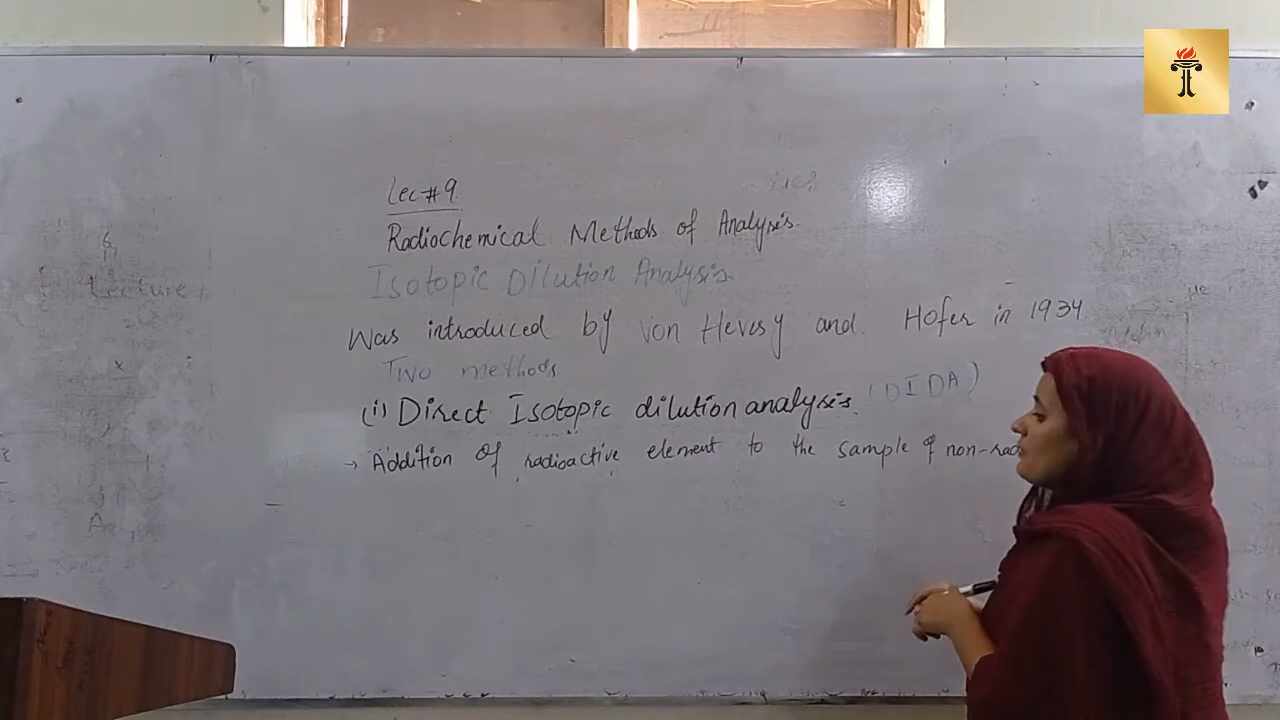 Lec # 9.
Radiochemical Methods of Analysis.
Isotopic Dilution Analysis.
Was introduced by Von Hevesy and Hofer in 1934
Two methods
(i) Direct Isotopic dilution analysis. (DIDA)
→ Addition of radioactive element to the sample of non-rad
Lecture